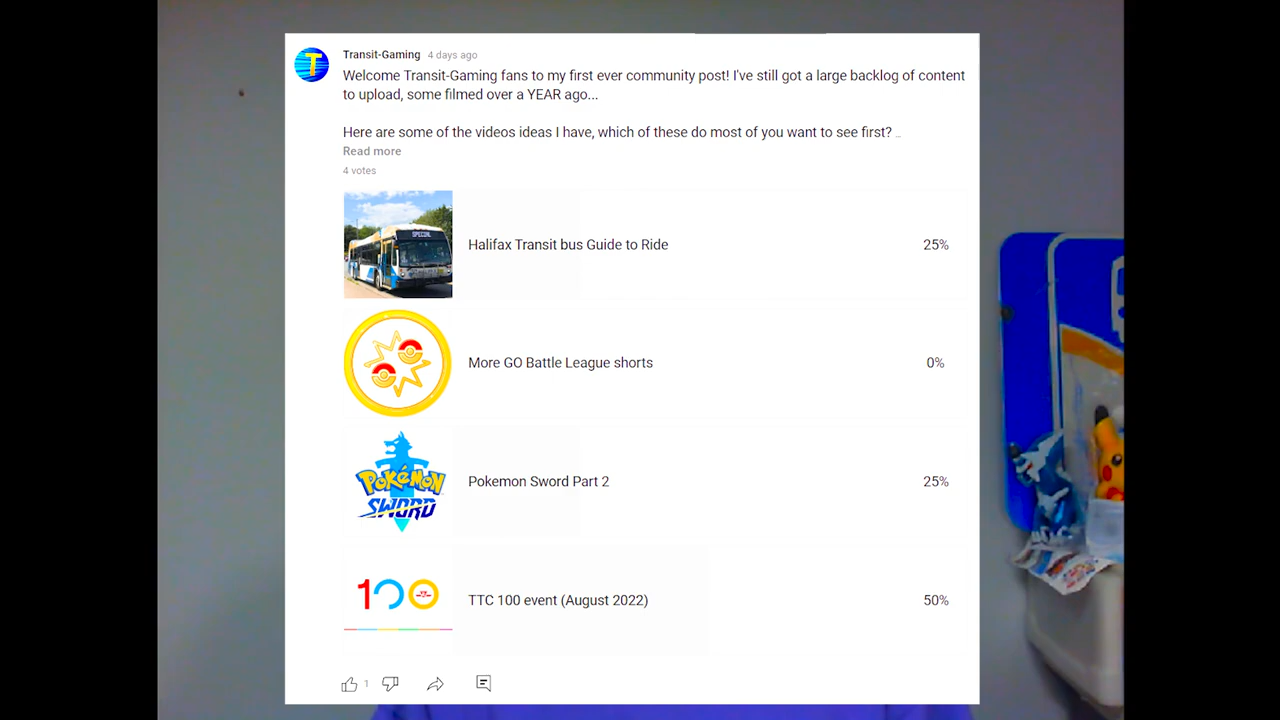 T
Transit-Gaming 4 days ago
Welcome Transit-Gaming fans to my first ever community post! I've still got a large backlog of content
to upload, some filmed over a YEAR ago...
Here are some of the videos ideas I have, which of these do most of you want to see first? ..
Read more
4 votes
SPECIAL
Halifax Transit bus Guide to Ride
25%
More GO Battle League shorts
0%
POKéMON
SWORD
Pokemon Sword Part 2
25%
100
TTC 100 event (August 2022)
50%
1